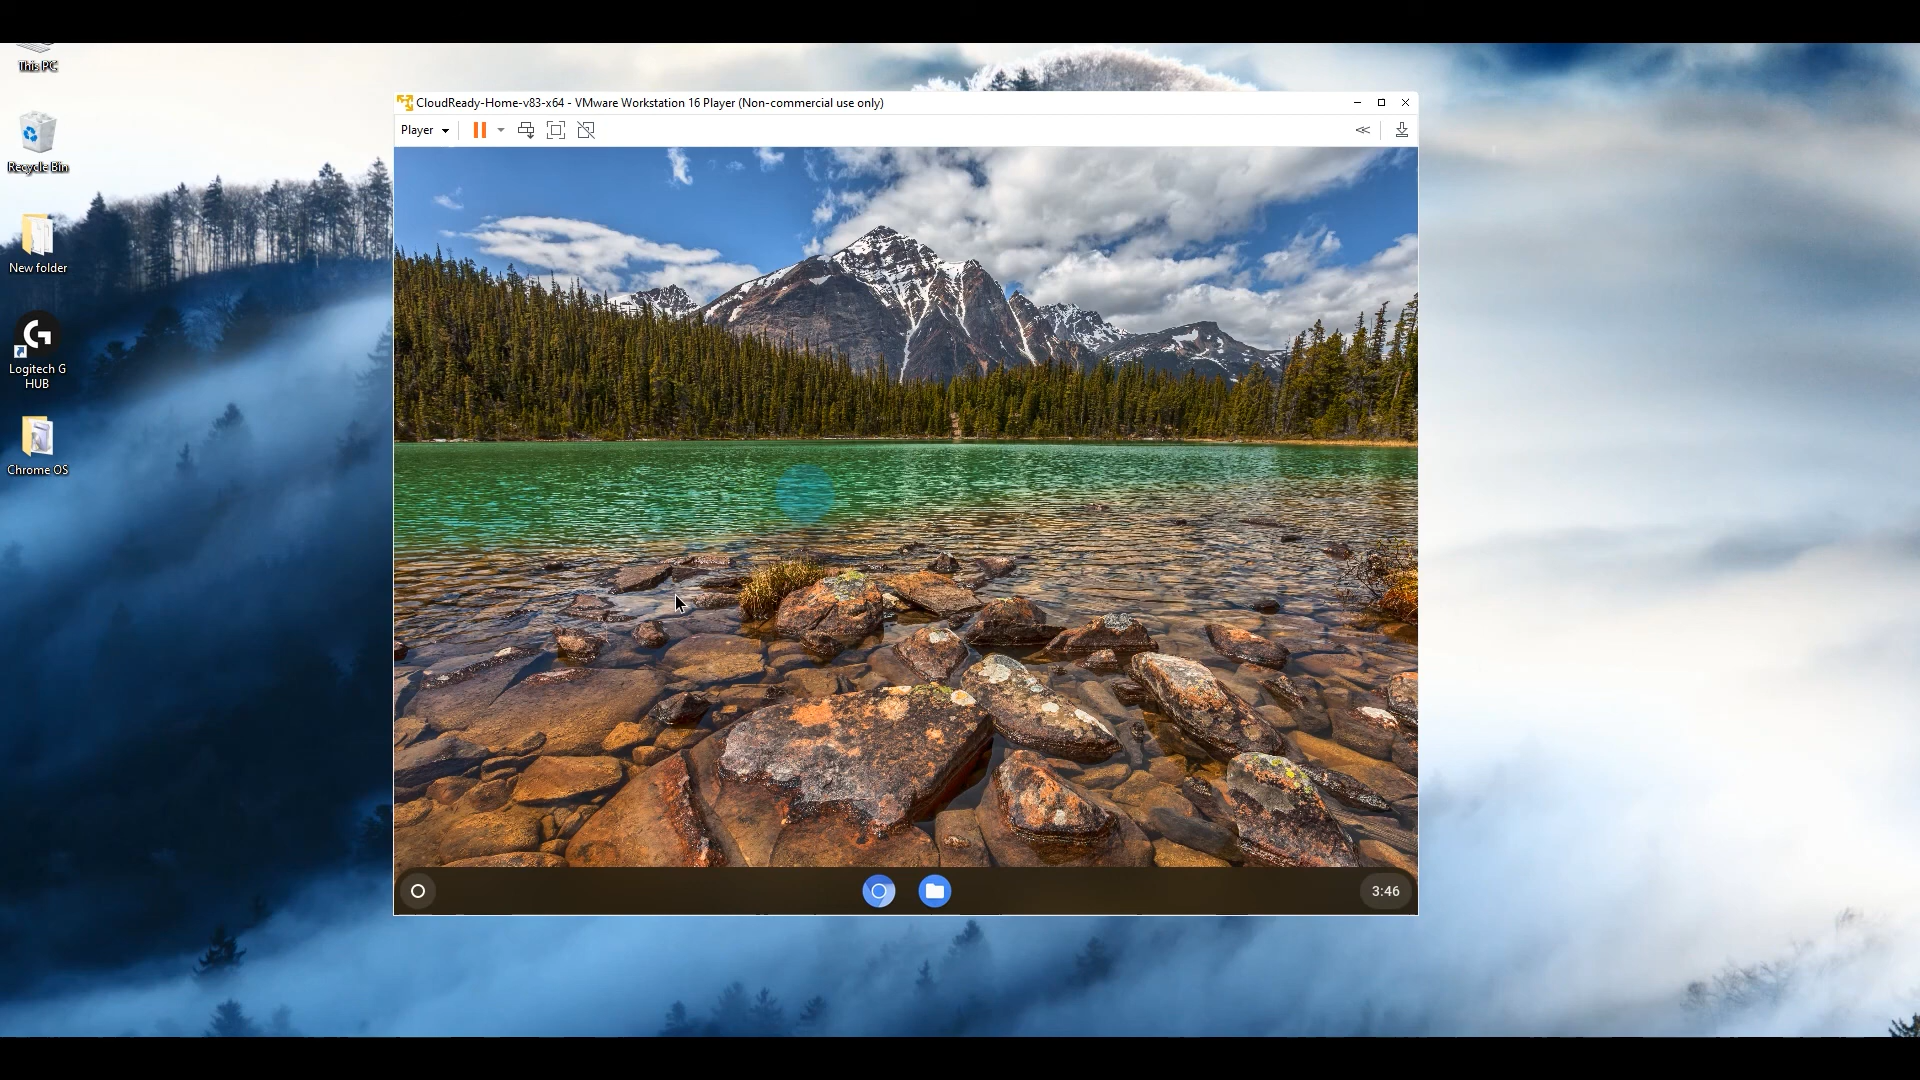 This PC
Recycle Bin
New folder
Logitech G
HUB
Chrome OS
CloudReady-Home-v83-x64 - VMware Workstation 16 Player (Non-commercial use only)
Player
3:46